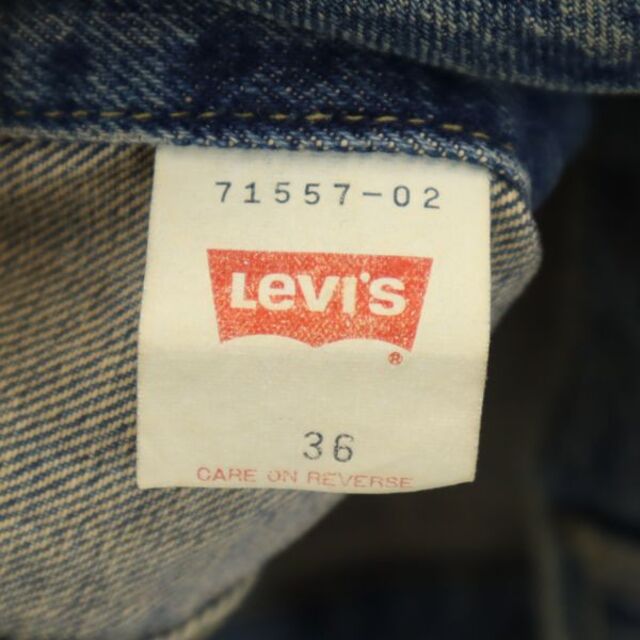 71557-02
Levi's
®
36
CARE ON REVERSE